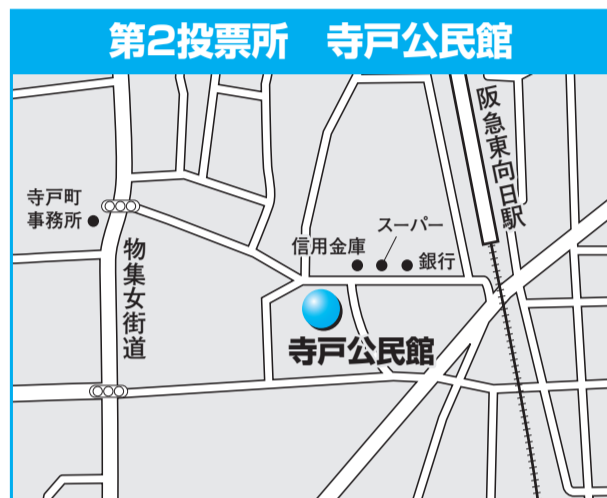 第2投票所　寺戸公民館
阪急東向日駅
寺戸町
事務所
スーパー
信用金庫
銀行
物集女街道
寺戸公民館